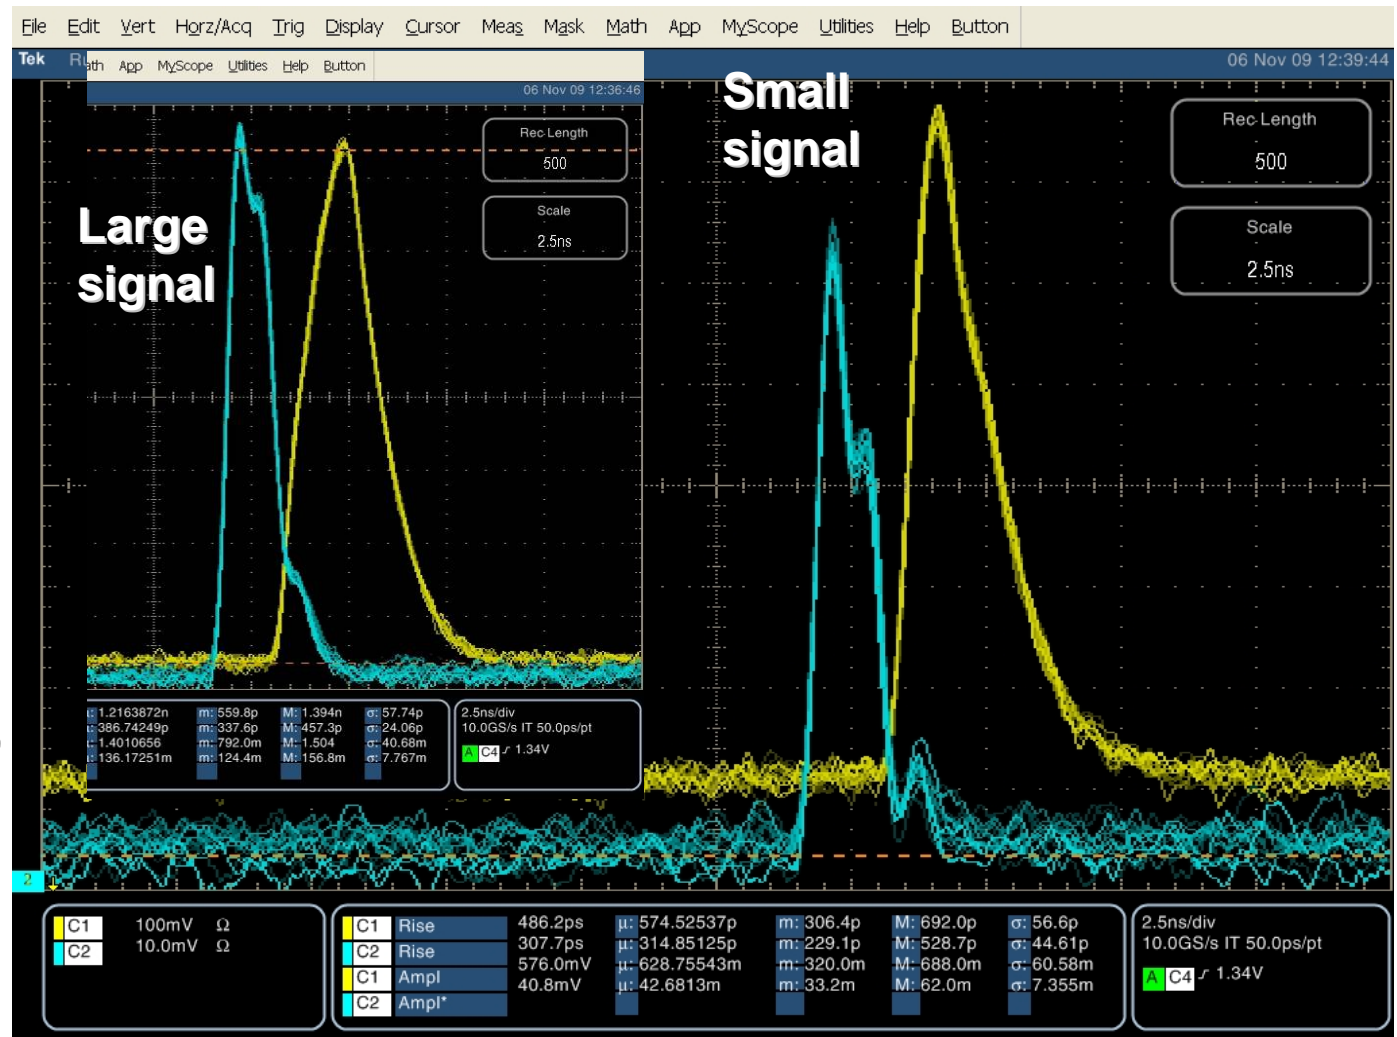 File Edit Vert Horz/Acq Trig Display Cursor Meas Mask Math App MyScope Utilities Help Button
Tek
06 Nov 09 12:39:44
ath App MyScope Utilities Help Button
06 Nov 09 12:36:46
Rec Length
500
Scale
2.5ns
Large
signal
Small
signal
Rec Length
500
Scale
2.5ns
1.2163872n m: 559.8p M: 1.394n σ: 57.74p
386.74249p m: 337.6p M: 457.3p σ: 24.06p
1.4010656 m: 792.0m M: 1.504 σ: 40.68m
136.17251m m: 124.4m M: 156.8m σ: 7.767m
2.5ns/div
10.0GS/s IT 50.0ps/pt
A C4 1.34V
2
C1 100mV Ω
C2 10.0mV Ω
C1 Rise 486.2ps μ: 574.52537p m: 306.4p M: 692.0p σ: 56.6p
C2 Rise 307.7ps μ: 314.85125p m: 229.1p M: 528.7p σ: 44.61p
C1 Ampl 576.0mV μ: 628.75543m m: 320.0m M: 688.0m σ: 60.58m
C2 Ampl* 40.8mV μ: 42.6813m m: 33.2m M: 62.0m σ: 7.355m
2.5ns/div
10.0GS/s IT 50.0ps/pt
A C4 1.34V